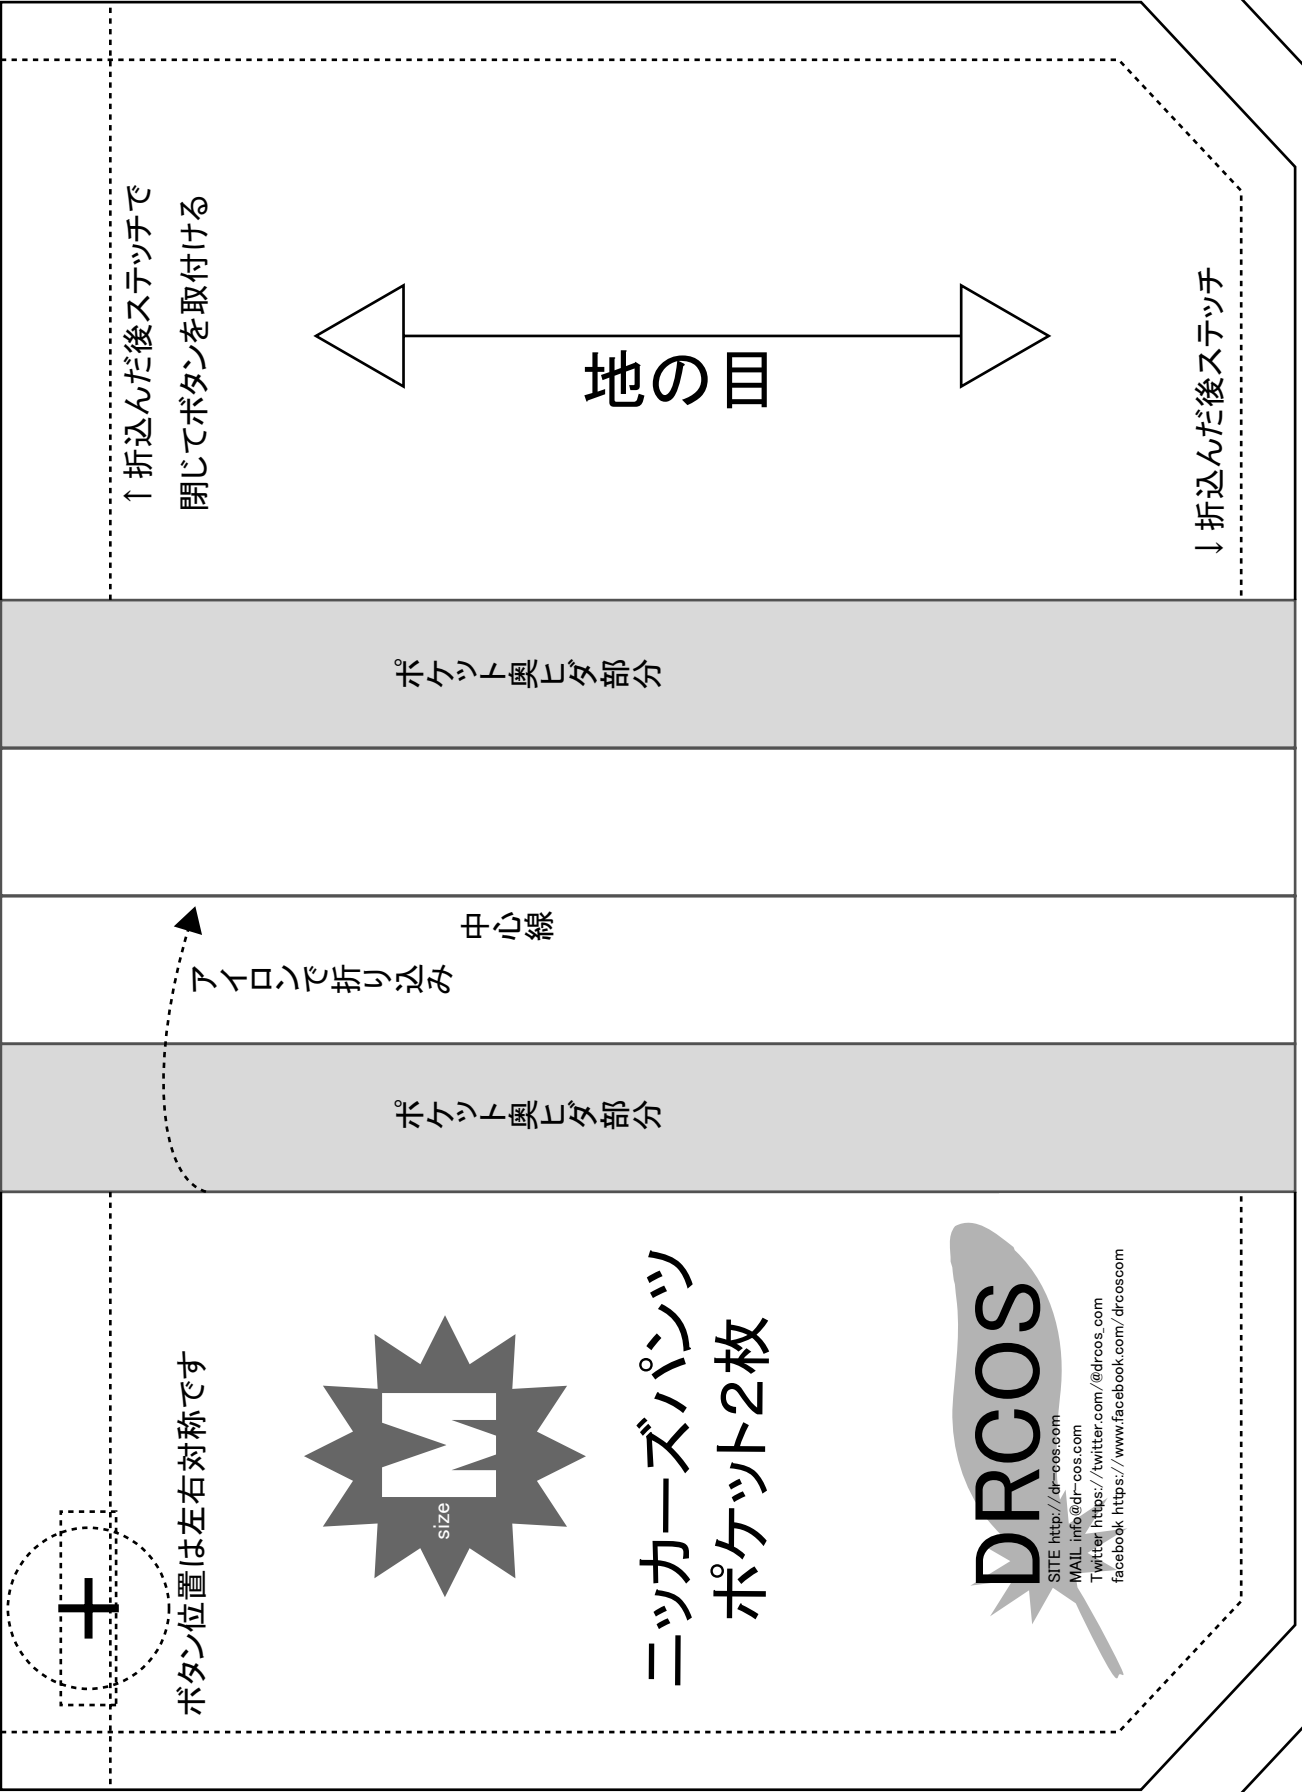 ↑折込んだ後ステッチで
閉じてボタンを取付ける
地の目
↓折込んだ後ステッチ
ポケット奥ヒダ部分
中心線
アイロンで折り込み
ポケット奥ヒダ部分
ボタン位置は左右対称です
M
size
ニッカーズパンツ
ポケット2枚
DRCOS
SITE http://dr-cos.com
MAIL info@dr-cos.com
Twitter https://twitter.com/@drcos_com
facebook https://www.facebook.com/drcoscom